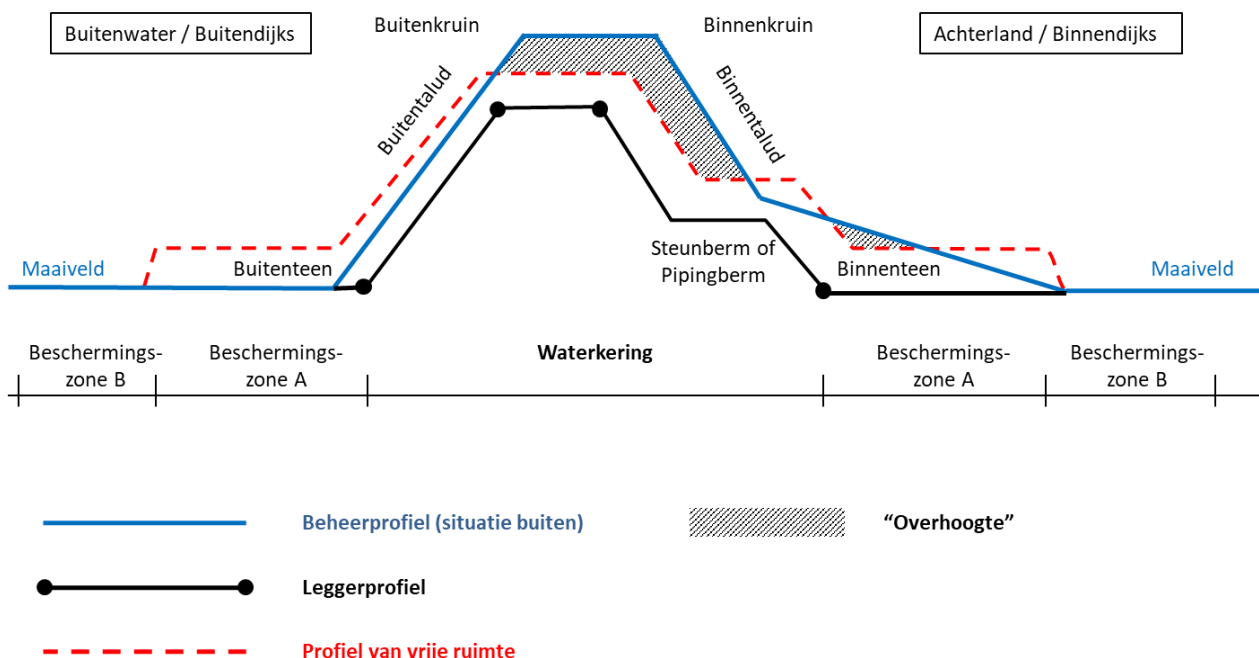 Buitenwater / Buitendijks
Buitenkruin
Binnenkruin
Achterland / Binnendijks
Buitentalud
Binnentalud
Maaiveld
Buitenteen
Steunberm of
Pipingberm
Binnenteen
Maaiveld
Beschermings-
zone B
Beschermings-
zone A
Waterkering
Beschermings-
zone A
Beschermings-
zone B
Beheerprofiel (situatie buiten)
“Overhoogte”
Leggerprofiel
Profiel van vrije ruimte